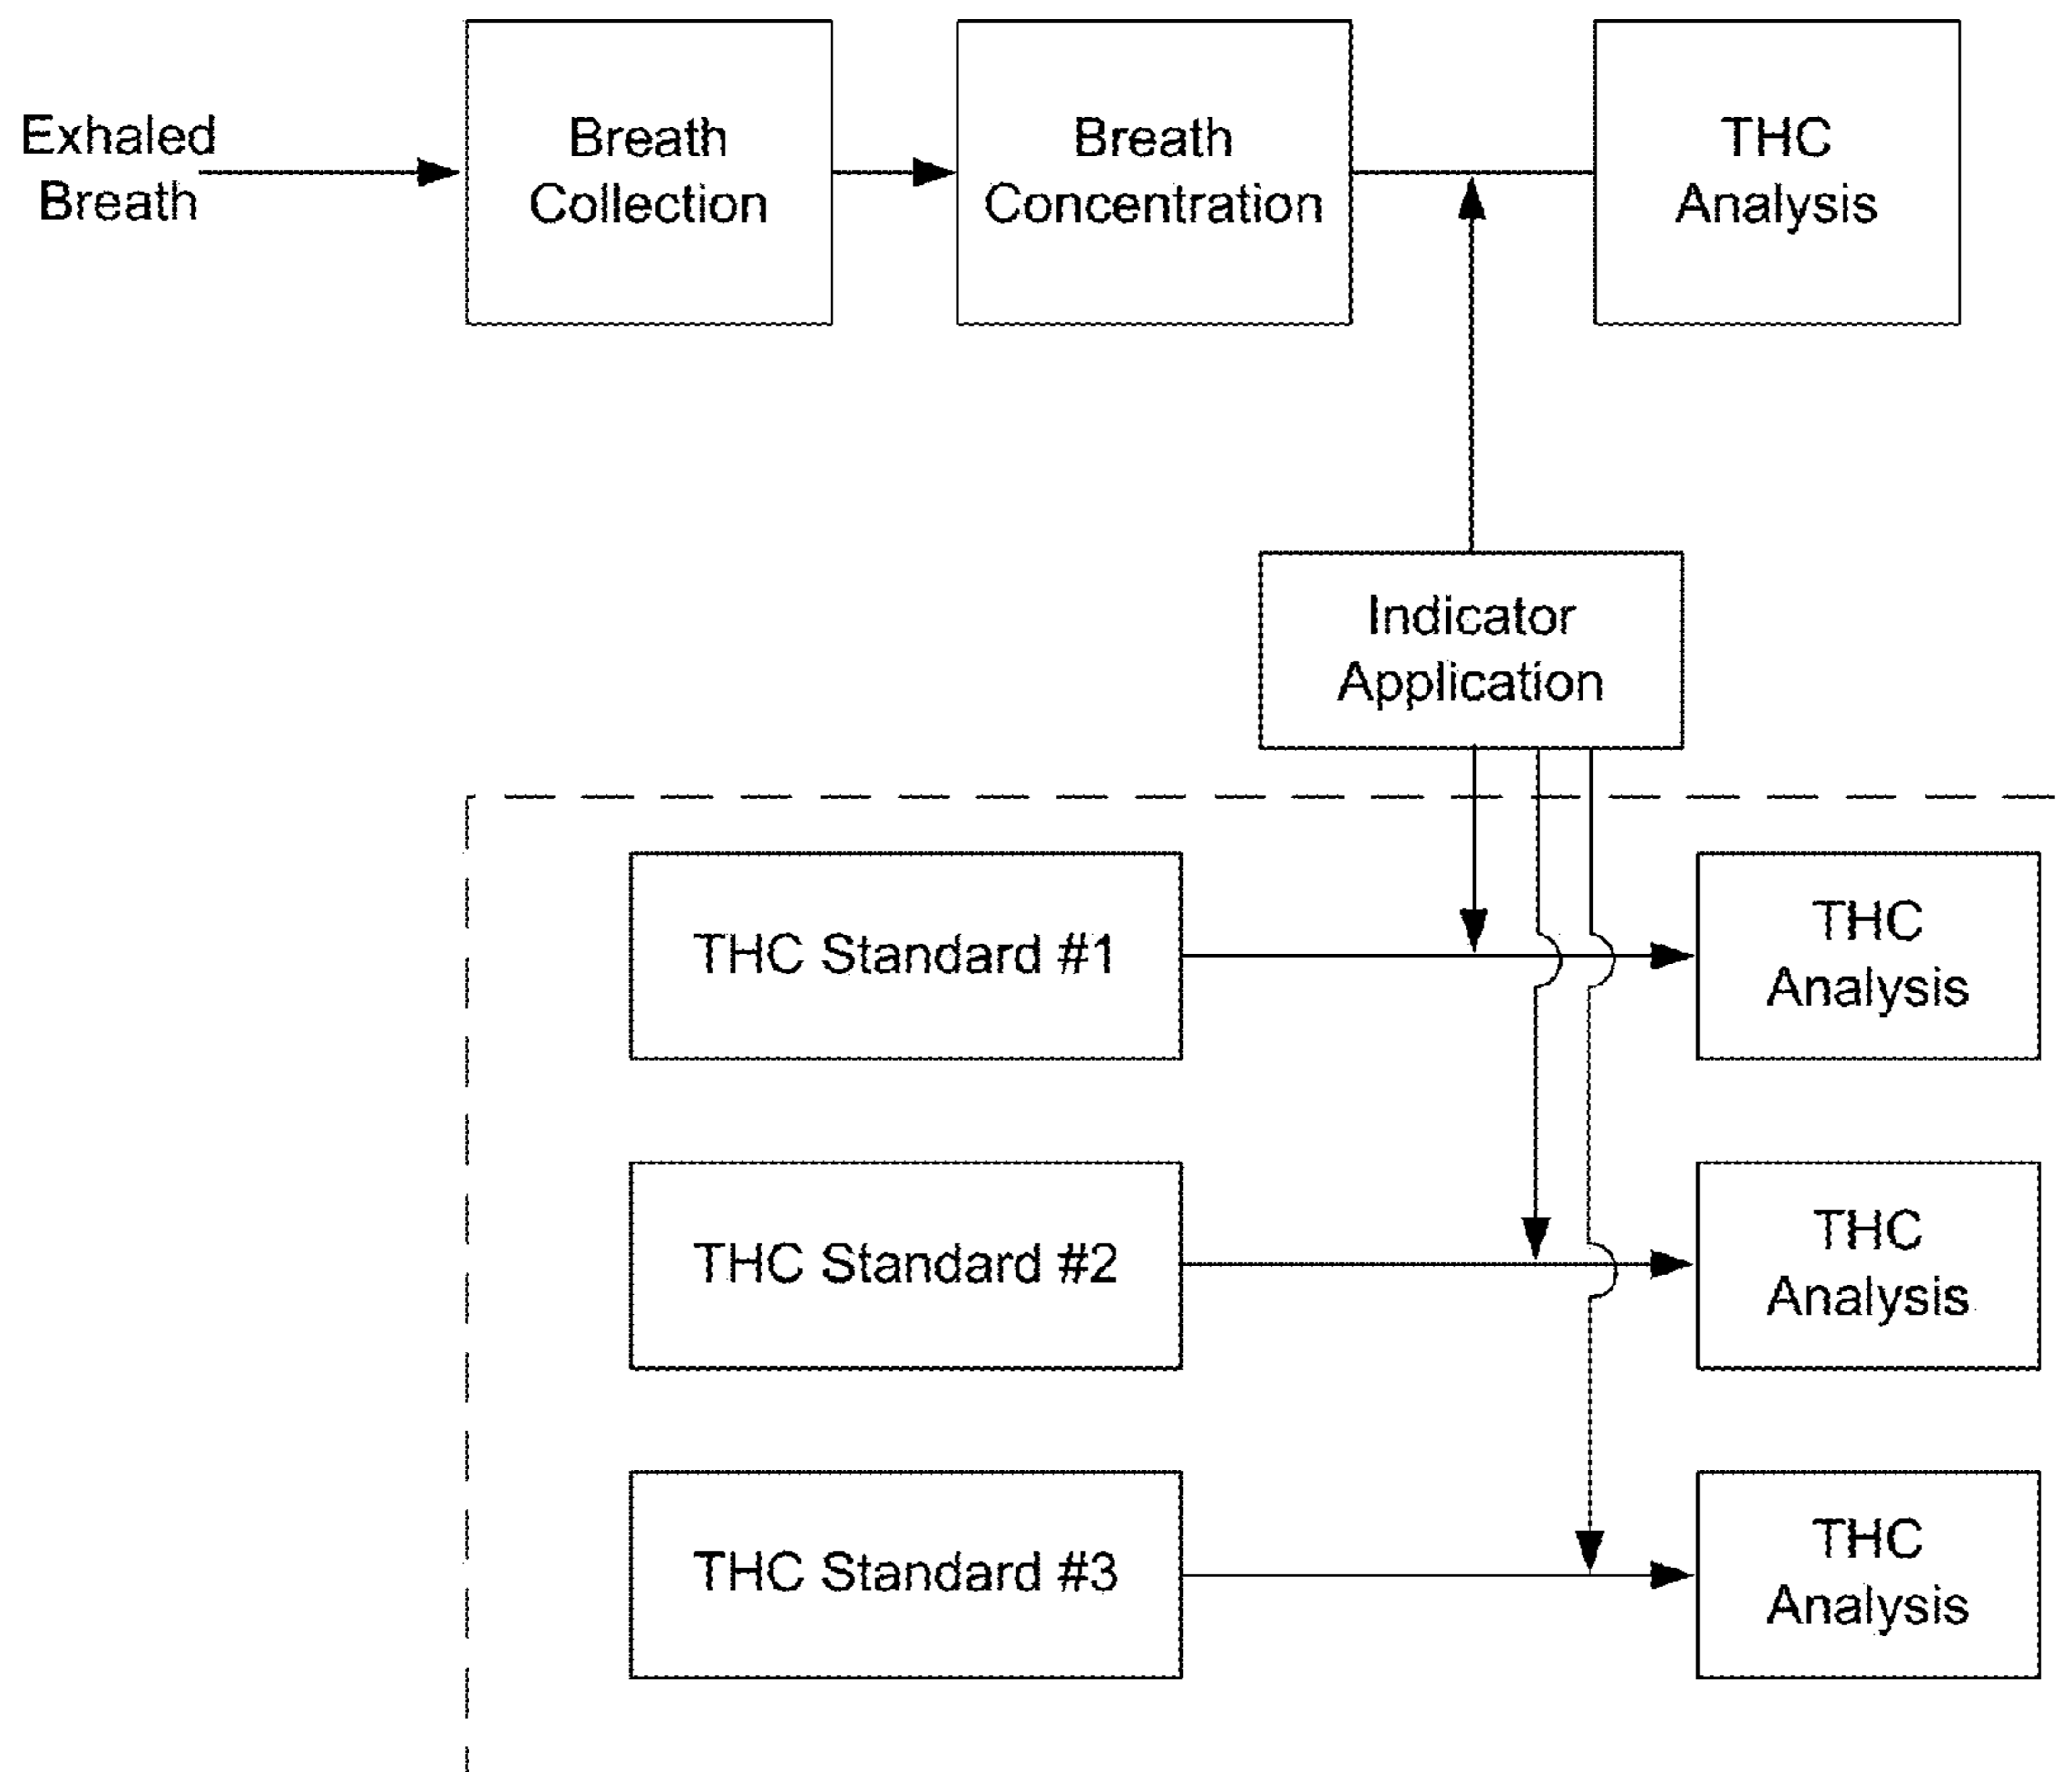 Exhaled
Breath
Breath
Collection
Breath
Concentration
THC
Analysis
Indicator
Application
THC Standard #1
THC
Analysis
THC Standard #2
THC
Analysis
THC Standard #3
THC
Analysis